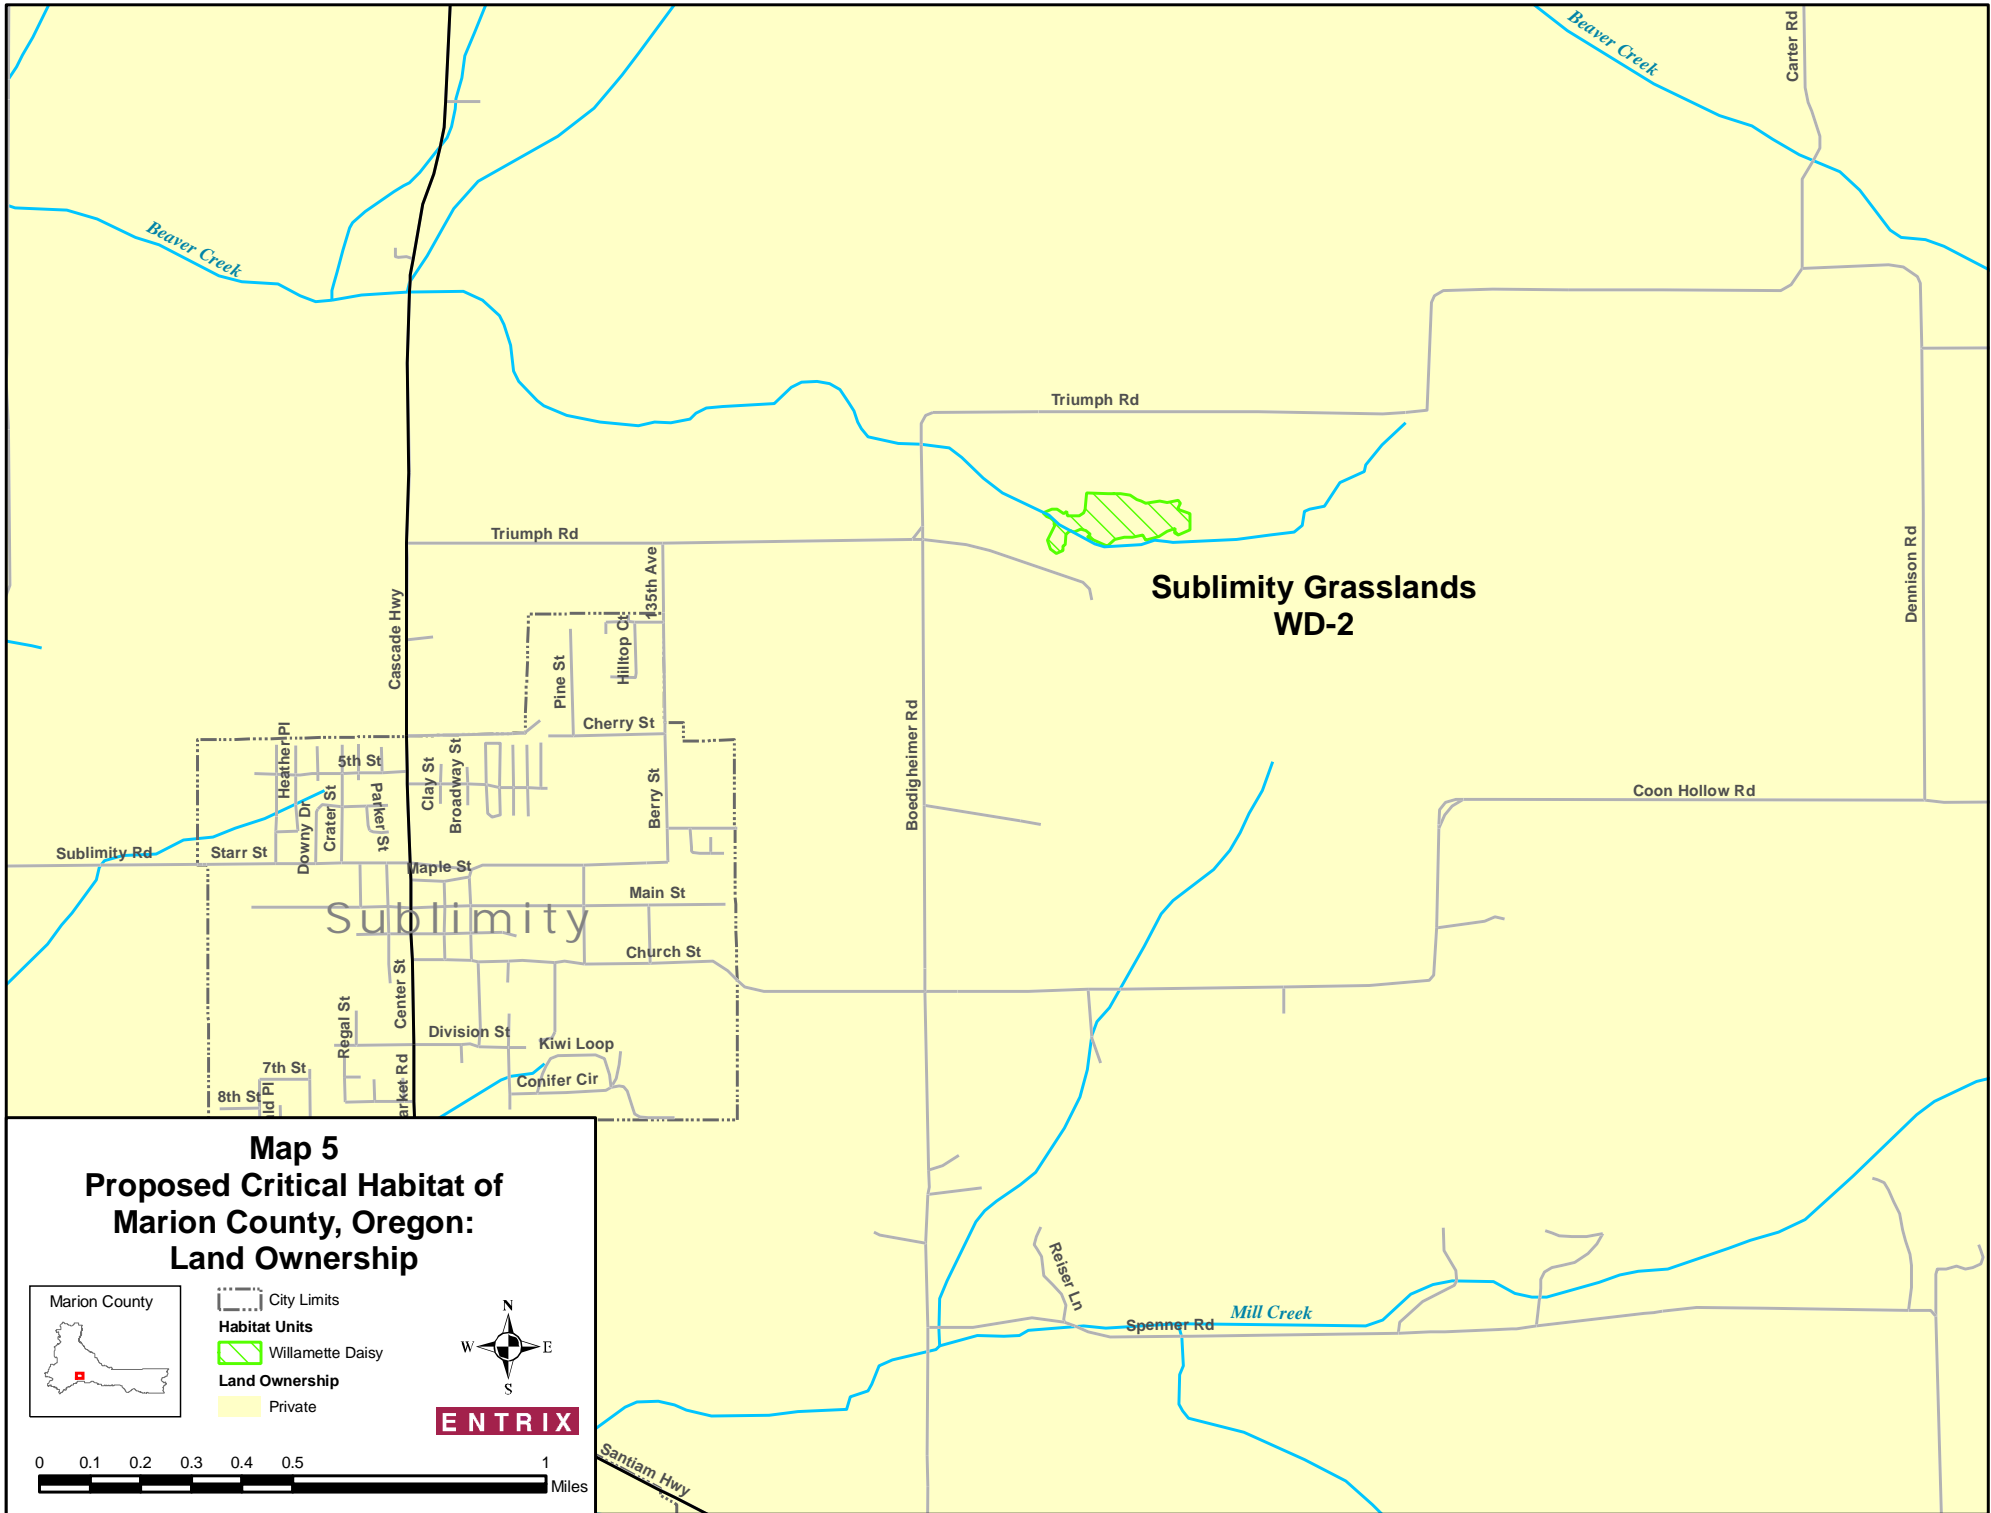 Beaver Creek
Carter Rd
Beaver Creek
Triumph Rd
Triumph Rd
135th Ave
Dennison Rd
Sublimity Grasslands
WD-2
Cascade Hwy
Hilltop Ct
Pine St
Cherry St
Boedigheimer Rd
Heather Pl
5th St
Clay St
Broadway St
Berry St
Parker St
Crater St
Downy Dr
Coon Hollow Rd
Sublimity Rd
Starr St
Maple St
Main St
Sublimity
Church St
Center St
Regal St
Division St
Kiwi Loop
7th St
Conifer Cir
8th St
ld Pl
arket Rd
Reiser Ln
Mill Creek
Spenner Rd
Santiam Hwy
Map 5
Proposed Critical Habitat of
Marion County, Oregon:
Land Ownership
Marion County
City Limits
Habitat Units
Willamette Daisy
Land Ownership
Private
N
W E
S
ENTRIX
0 0.1 0.2 0.3 0.4 0.5 1
Miles